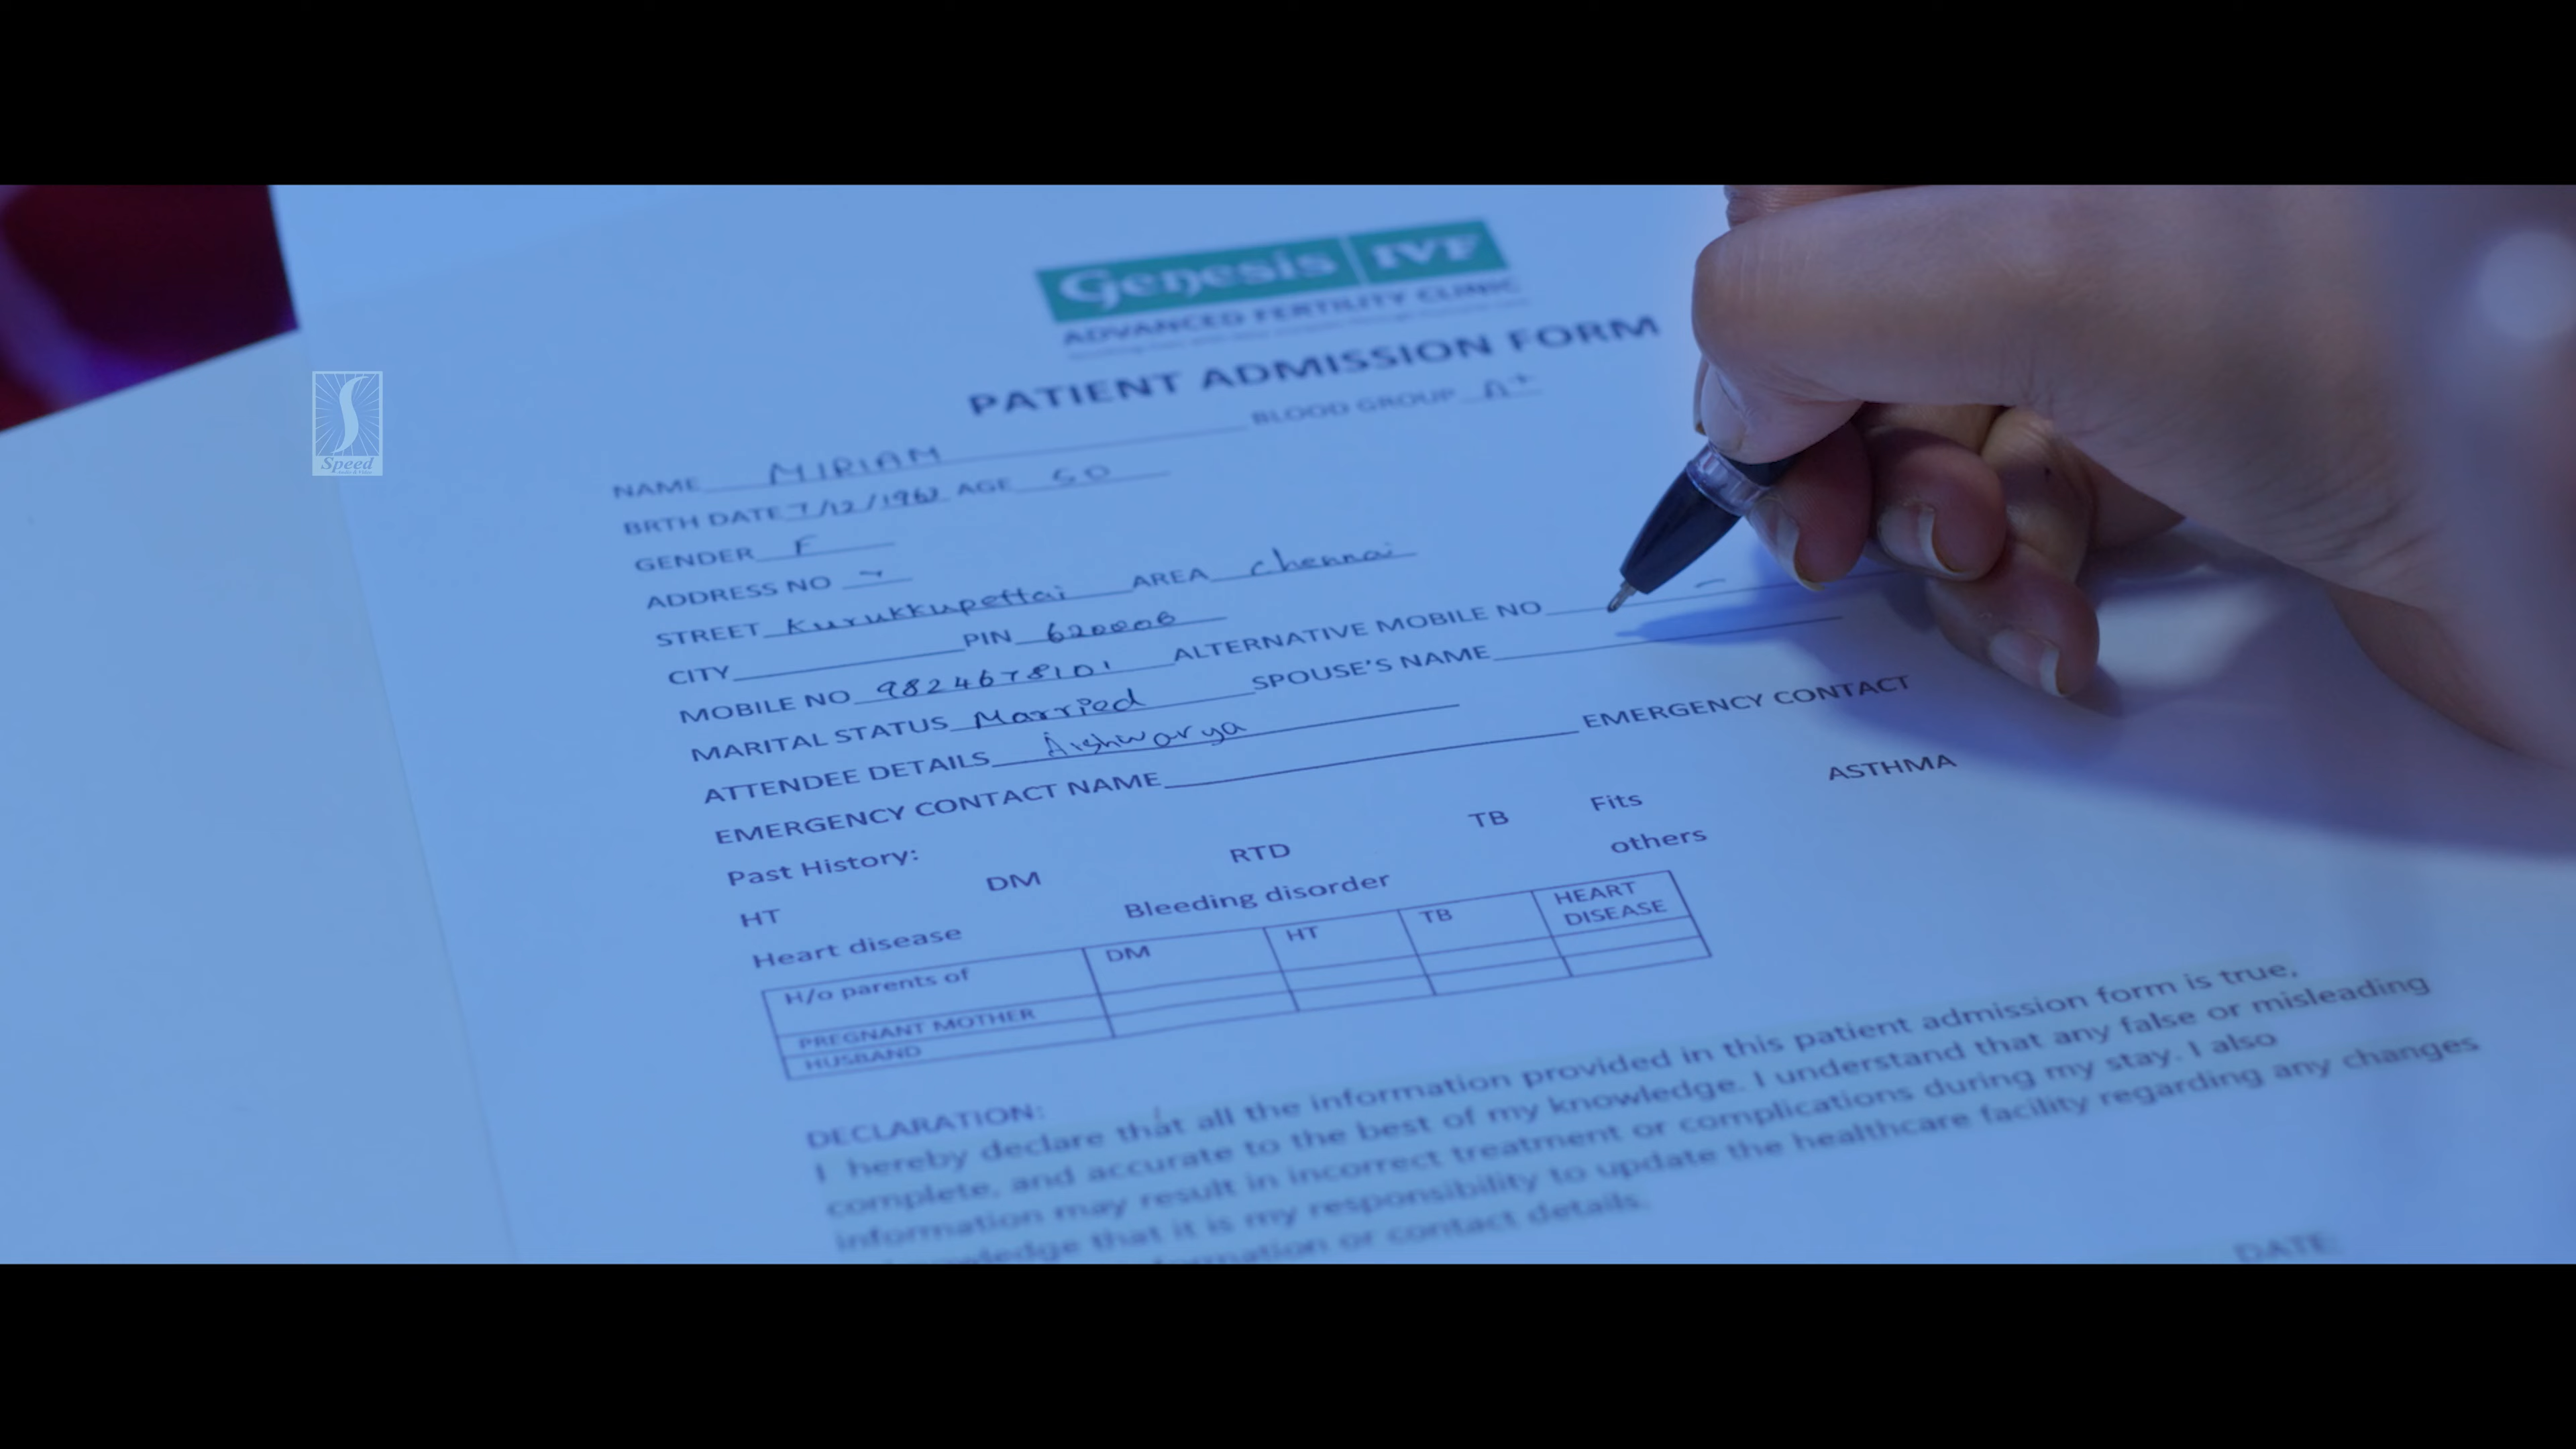 Genesis IVF
ADVANCED FERTILITY CLINIC
PATIENT ADMISSION FORM
Speed
NAME MIRIAM BLOOD GROUP A+
BRTH DATE 7/12/196 AGE 50
GENDER F
ADDRESS NO
STREET Kurukkupettai AREA chennai
CITY PIN 620006
MOBILE NO 9824678101 ALTERNATIVE MOBILE NO –
MARITAL STATUS Married SPOUSE'S NAME
ATTENDEE DETAILS Aishwarya
EMERGENCY CONTACT NAME EMERGENCY CONTACT
Past History:
HT DM RTD TB Fits ASTHMA
Heart disease Bleeding disorder others
H/o parents of DM HT TB HEART DISEASE
PREGNANT MOTHER
HUSBAND
DECLARATION:
I hereby declare that all the information provided in this patient admission form is true,
complete, and accurate to the best of my knowledge. I understand that any false or misleading
information may result in incorrect treatment or complications during my stay. I also
that it is my responsibility to update the healthcare facility regarding any changes
or contact details.
DATE: